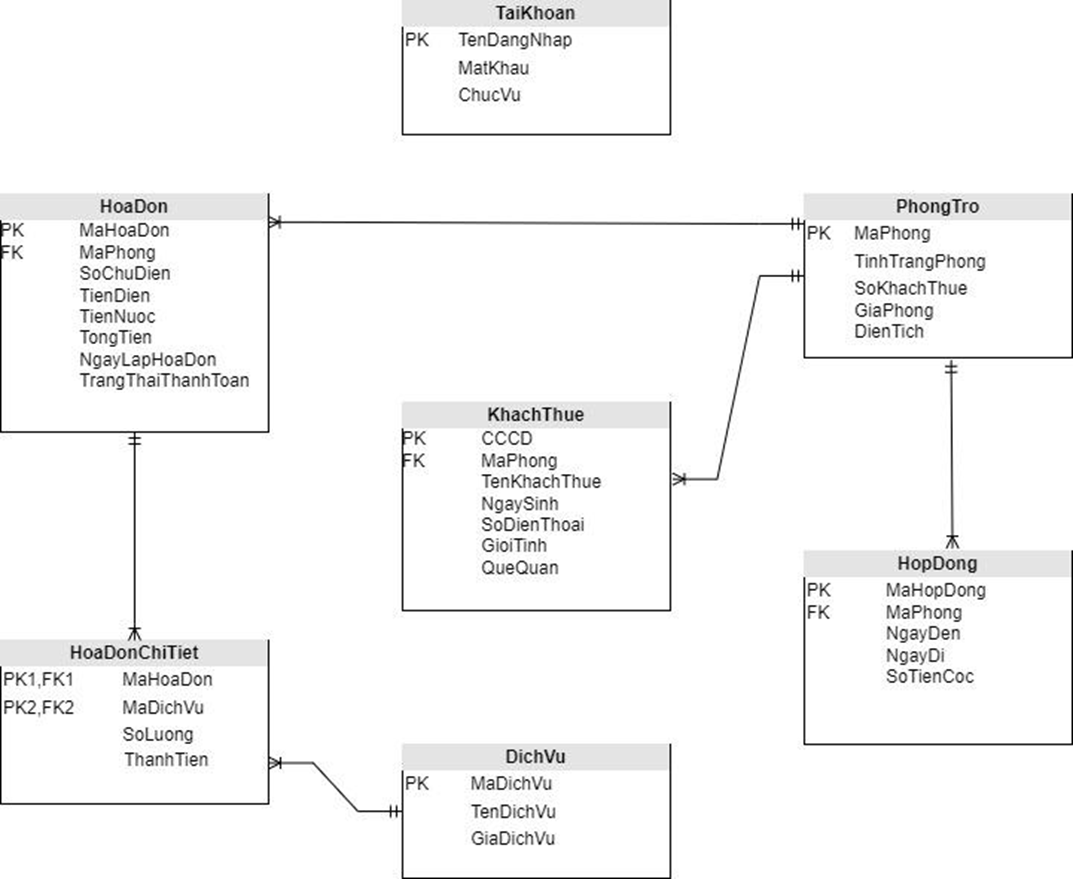 TaiKhoan
PK TenDangNhap
MatKhau
ChucVu
HoaDon
PK MaHoaDon
FK MaPhong
SoChuDien
TienDien
TienNuoc
TongTien
NgayLapHoaDon
TrangThaiThanhToan
PhongTro
PK MaPhong
TinhTrangPhong
SoKhachThue
GiaPhong
DienTich
KhachThue
PK CCCD
FK MaPhong
TenKhachThue
NgaySinh
SoDienThoai
GioiTinh
QueQuan
HopDong
PK MaHopDong
FK MaPhong
NgayDen
NgayDi
SoTienCoc
HoaDonChiTiet
PK1,FK1 MaHoaDon
PK2,FK2 MaDichVu
SoLuong
ThanhTien
DichVu
PK MaDichVu
TenDichVu
GiaDichVu